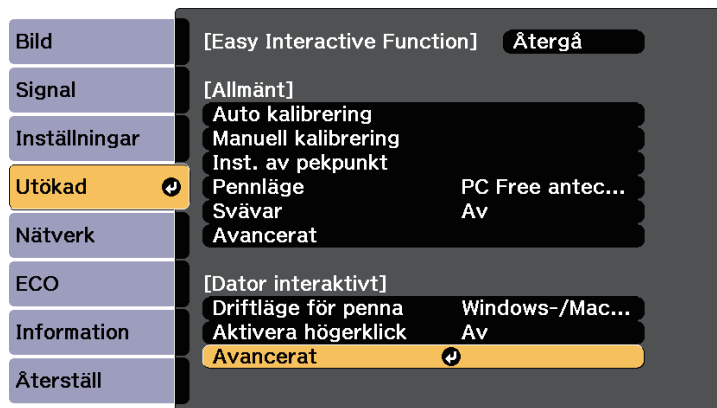 Bild
Signal
Inställningar
Utökad
Nätverk
ECO
Information
Återställ
[Easy Interactive Function] Återgå
[Allmänt]
Auto kalibrering
Manuell kalibrering
Inst. av pekpunkt
Pennläge PC Free antec...
Svävar Av
Avancerat
[Dator interaktivt]
Driftläge för penna Windows-/Mac...
Aktivera högerklick Av
Avancerat